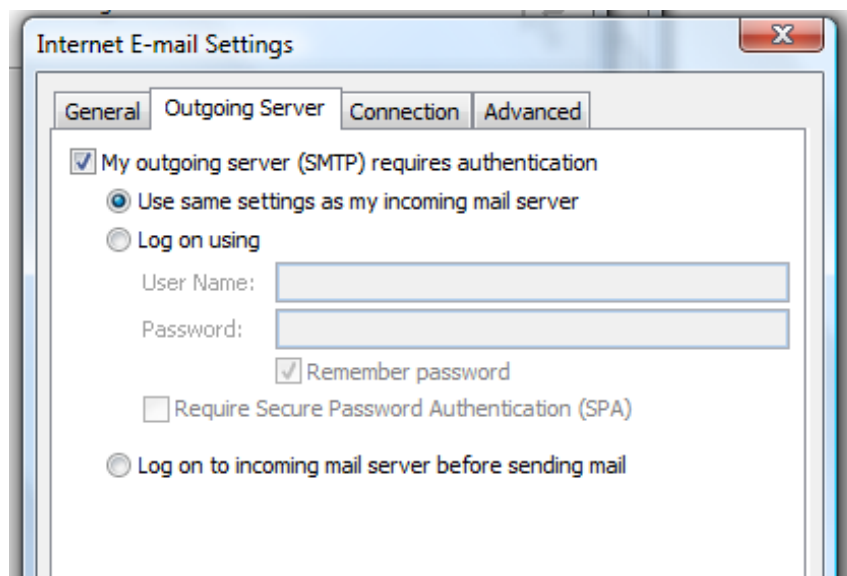 Internet E-mail Settings
General Outgoing Server Connection Advanced
My outgoing server (SMTP) requires authentication
Use same settings as my incoming mail server
Log on using
User Name:
Password:
Remember password
Require Secure Password Authentication (SPA)
Log on to incoming mail server before sending mail